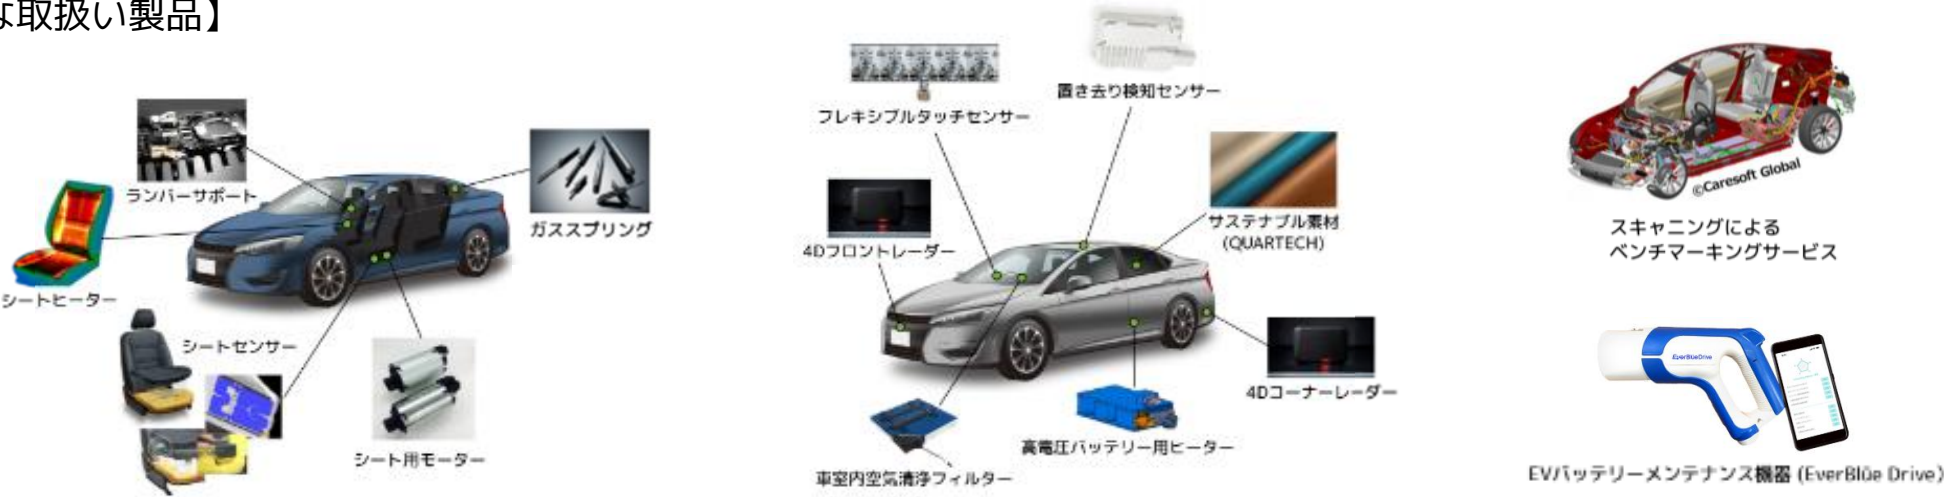 な取扱い製品】
ランバーサポート
ガススプリング
シートヒーター
シートセンサー
シート用モーター
フレキシブルタッチセンサー
置き去り検知センサー
サステナブル素材
(QUARTECH)
4Dフロントレーダー
4Dコーナーレーダー
高電圧バッテリー用ヒーター
車室内空気清浄フィルター
©Caresoft Global
スキャニングによる
ベンチマーキングサービス
EverBlueDrive
EVバッテリーメンテナンス機器 (EverBlüe Drive)